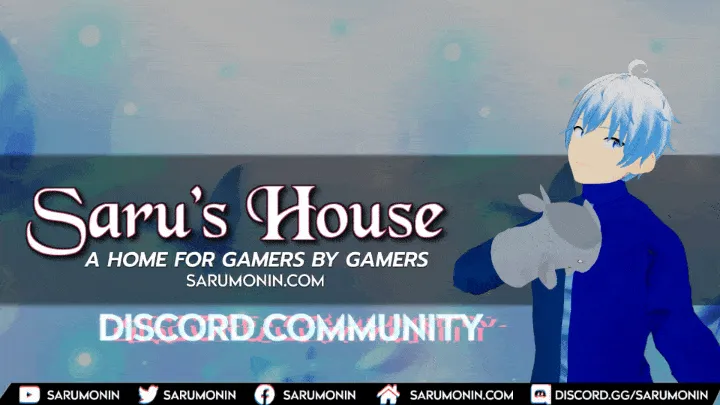 Saru's House
A HOME FOR GAMERS BY GAMERS
SARUMONIN.COM
DISCORD COMMUNITY
SARUMONIN SARUMONIN SARUMONIN SARUMONIN.COM DISCORD.GG/SARUMONIN